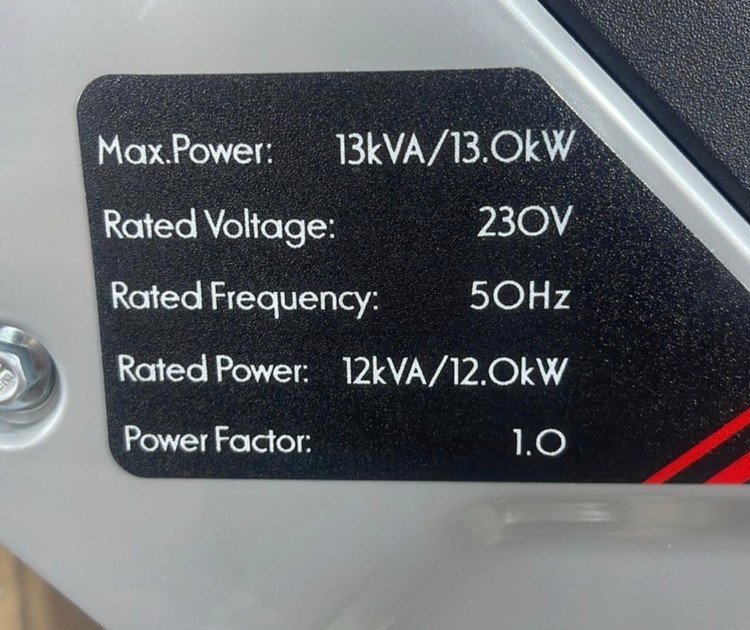 Max.Power: 13kVA/13.0kW
Rated Voltage: 230V
Rated Frequency: 50Hz
Rated Power: 12kVA/12.0kW
Power Factor: 1.0